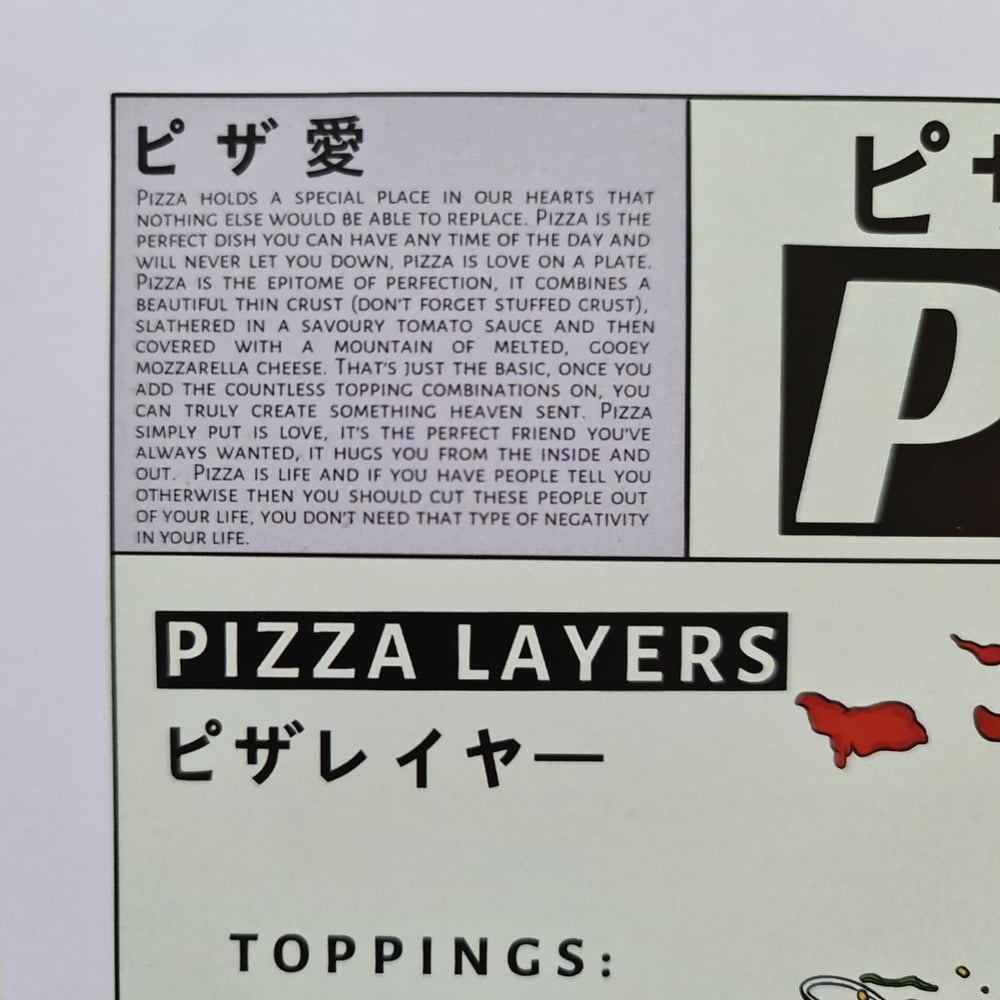 ピザ愛
PIZZA HOLDS A SPECIAL PLACE IN OUR HEARTS THAT
NOTHING ELSE WOULD BE ABLE TO REPLACE. PIZZA IS THE
PERFECT DISH YOU CAN HAVE ANY TIME OF THE DAY AND
WILL NEVER LET YOU DOWN, PIZZA IS LOVE ON A PLATE.
PIZZA IS THE EPITOME OF PERFECTION, IT COMBINES A
BEAUTIFUL THIN CRUST (DON'T FORGET STUFFED CRUST),
SLATHERED IN A SAVOURY TOMATO SAUCE AND THEN
COVERED WITH A MOUNTAIN OF MELTED, GOOEY
MOZZARELLA CHEESE. THAT'S JUST THE BASIC, ONCE YOU
ADD THE COUNTLESS TOPPING COMBINATIONS ON, YOU
CAN TRULY CREATE SOMETHING HEAVEN SENT. PIZZA
SIMPLY PUT IS LOVE, IT'S THE PERFECT FRIEND YOU'VE
ALWAYS WANTED, IT HUGS YOU FROM THE INSIDE AND
OUT. PIZZA IS LIFE AND IF YOU HAVE PEOPLE TELL YOU
OTHERWISE THEN YOU SHOULD CUT THESE PEOPLE OUT
OF YOUR LIFE, YOU DON'T NEED THAT TYPE OF NEGATIVITY
IN YOUR LIFE.
ピ
P
PIZZA LAYERS
ピザレイヤー
TOPPINGS: